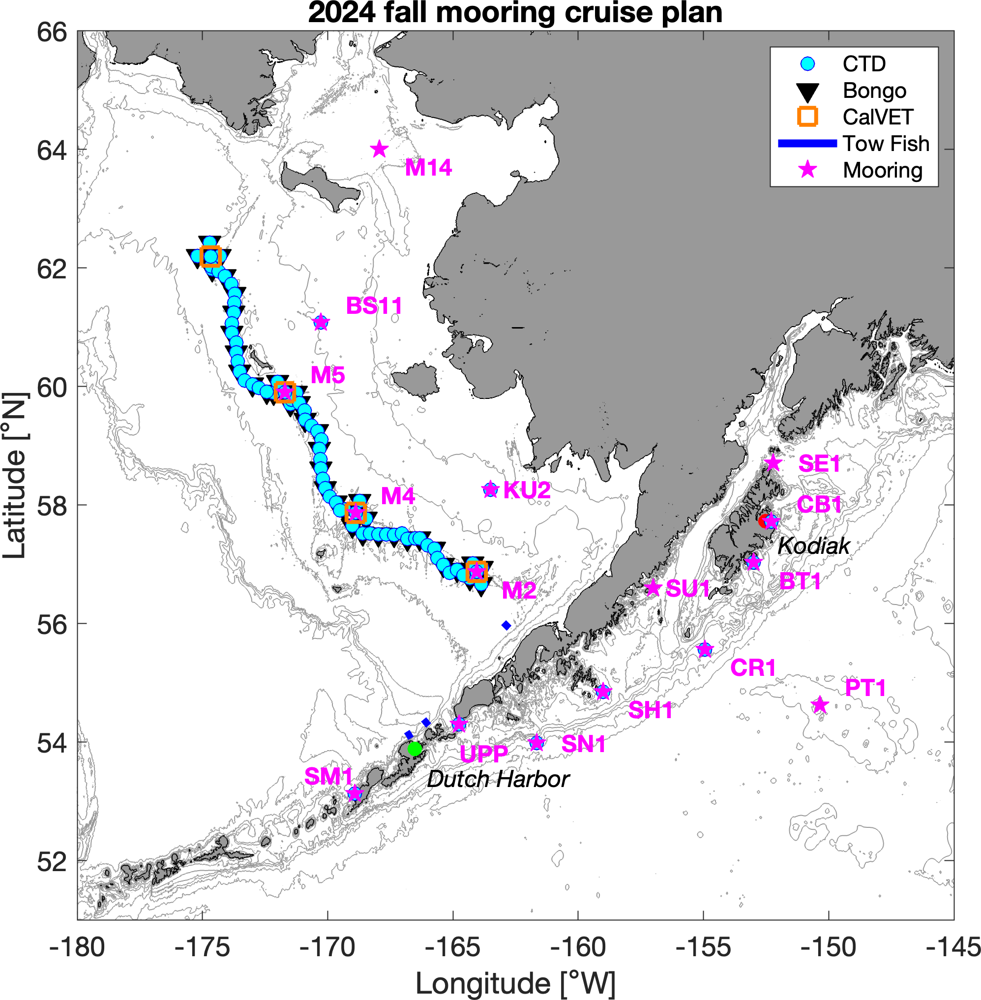 2024 fall mooring cruise plan
66
64
62
60
58
56
54
52
Latitude [°N]
CTD
Bongo
CalVET
Tow Fish
Mooring
M14
BS11
M5
SE1
KU2
M4
CB1
Kodiak
BT1
SU1
M2
CR1
PT1
SH1
SN1
UPP
SM1
Dutch Harbor
-180 -175 -170 -165 -160 -155 -150 -145
Longitude [°W]